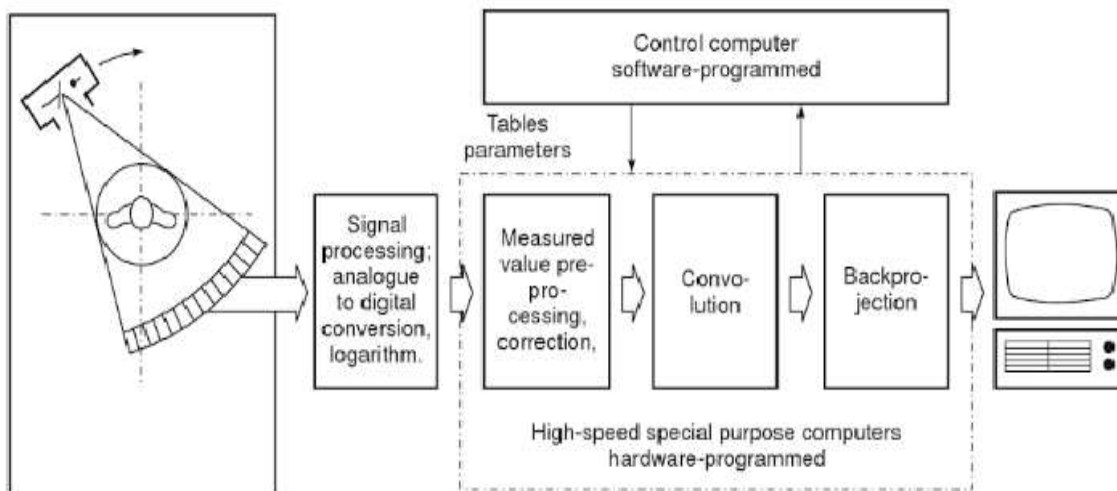 Control computer
software-programmed
Tables
parameters
Signal
processing;
analogue
to digital
conversion,
logarithm.
Measured
value pre-
pro-
cessing,
correction,
Convo-
lution
Backpro-
jection
High-speed special purpose computers
hardware-programmed